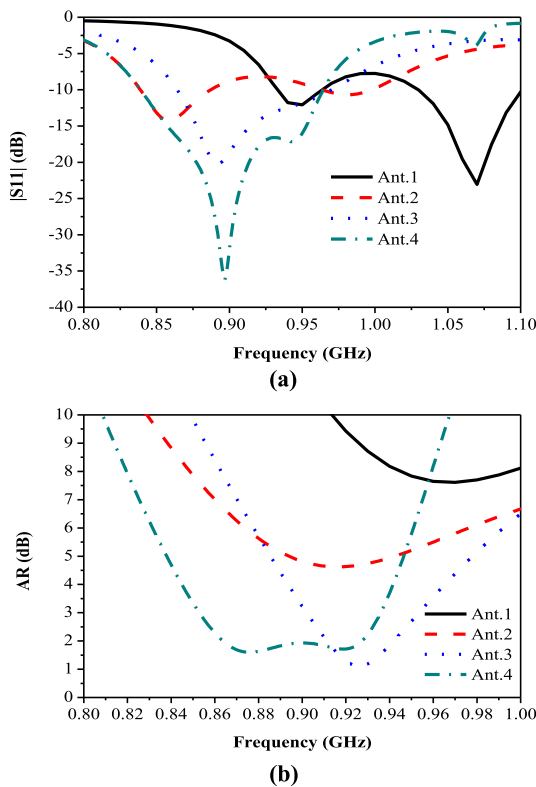 0
-5
-10
-15
-20
-25
-30
-35
-40
|S11| (dB)
Ant.1
Ant.2
Ant.3
Ant.4
0.80 0.85 0.90 0.95 1.00 1.05 1.10
Frequency (GHz)
(a)
10
9
8
7
6
5
4
3
2
1
0
AR (dB)
Ant.1
Ant.2
Ant.3
Ant.4
0.80 0.82 0.84 0.86 0.88 0.90 0.92 0.94 0.96 0.98 1.00
Frequency (GHz)
(b)